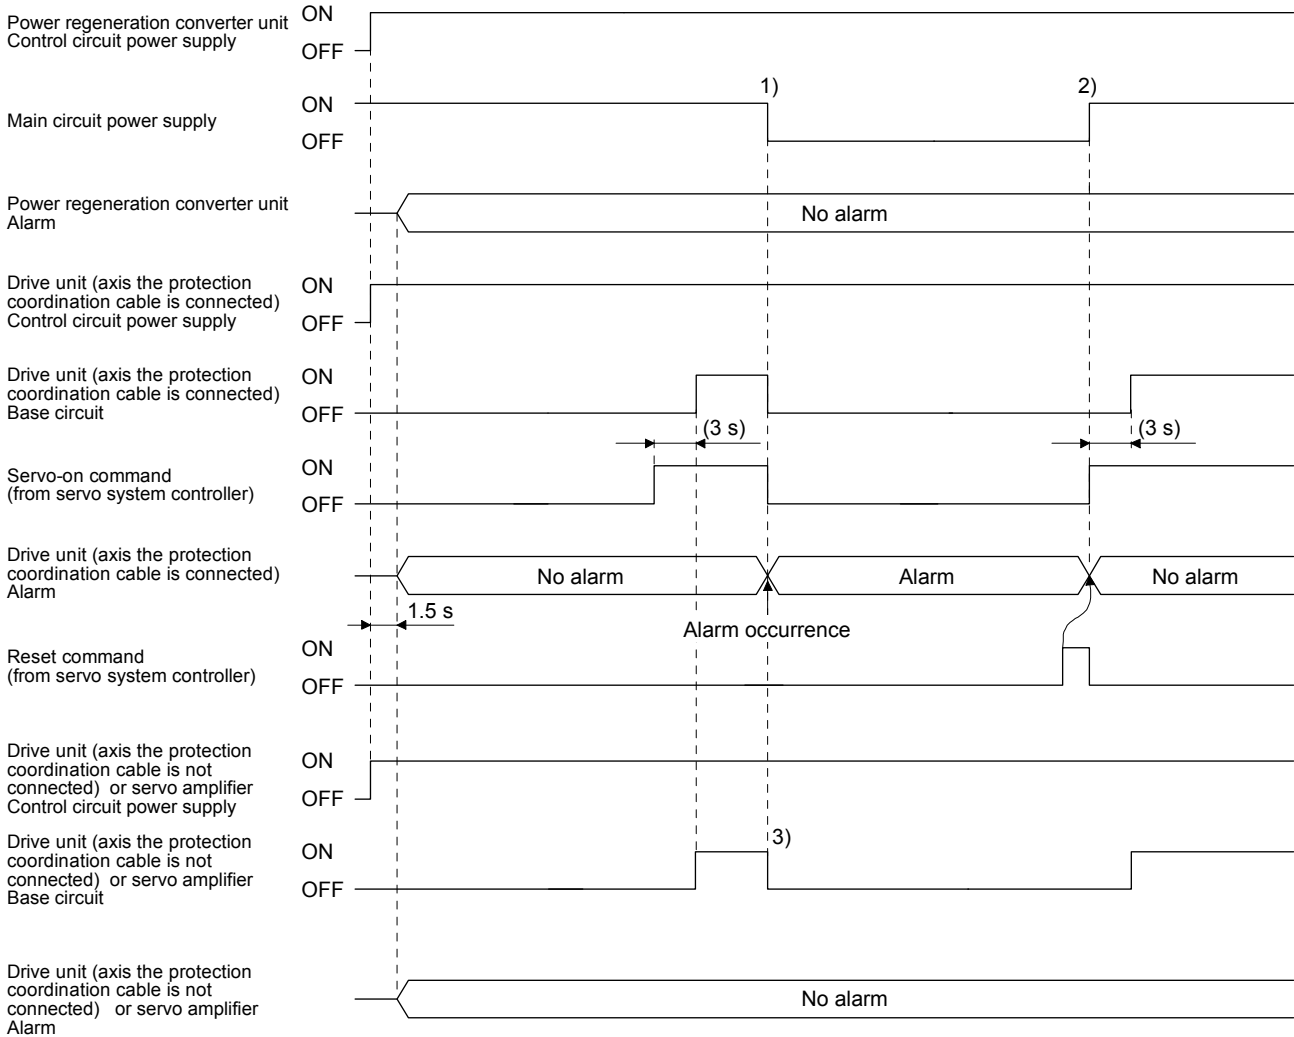 Power regeneration converter unit
Control circuit power supply
ON
OFF
Main circuit power supply
ON
OFF
1)
2)
Power regeneration converter unit
Alarm
No alarm
Drive unit (axis the protection
coordination cable is connected)
Control circuit power supply
ON
OFF
Drive unit (axis the protection
coordination cable is connected)
Base circuit
ON
OFF
(3 s)
(3 s)
Servo-on command
(from servo system controller)
ON
OFF
Drive unit (axis the protection
coordination cable is connected)
Alarm
No alarm
Alarm
No alarm
1.5 s
Alarm occurrence
Reset command
(from servo system controller)
ON
OFF
Drive unit (axis the protection
coordination cable is not
connected) or servo amplifier
Control circuit power supply
ON
OFF
Drive unit (axis the protection
coordination cable is not
connected) or servo amplifier
Base circuit
ON
OFF
3)
Drive unit (axis the protection
coordination cable is not
connected) or servo amplifier
Alarm
No alarm